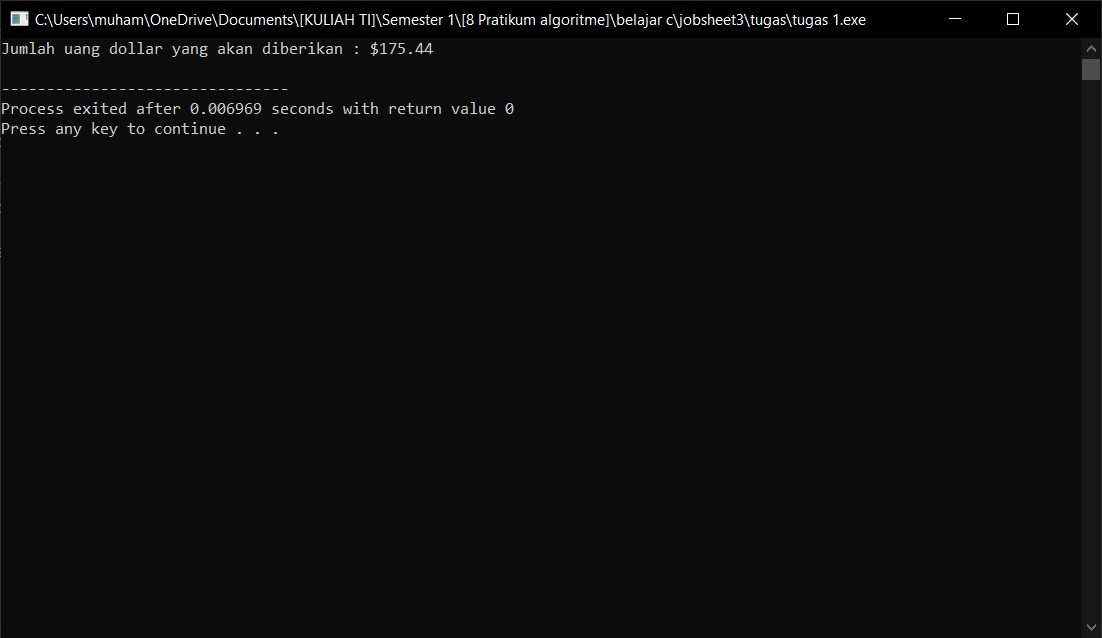 C:\Users\muham\OneDrive\Documents\[KULIAH TI]\Semester 1\[8 Pratikum algoritme]\belajar c\jobsheet3\tugas\tugas 1.exe
Jumlah uang dollar yang akan diberikan : $175.44
--------------------------------
Process exited after 0.006969 seconds with return value 0
Press any key to continue . . .